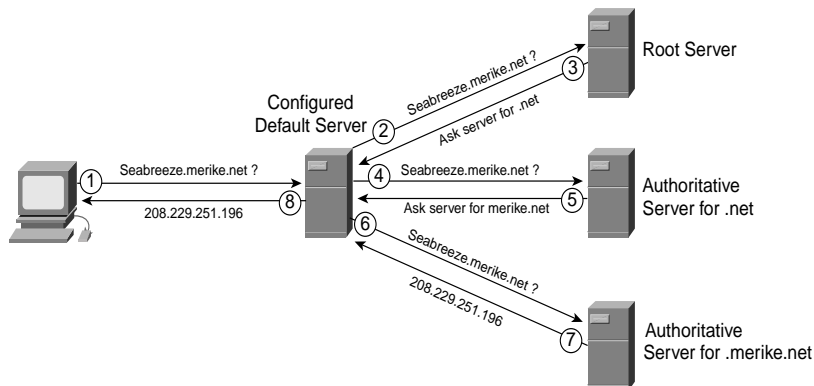 Root Server
Seabreeze.merike.net ?
3
Configured
Default Server
2
Ask server for .net
1
Seabreeze.merike.net ?
4
Seabreeze.merike.net ?
Authoritative
Server for .net
208.229.251.196
8
Ask server for merike.net
5
6
Seabreeze.merike.net ?
208.229.251.196
7
Authoritative
Server for .merike.net